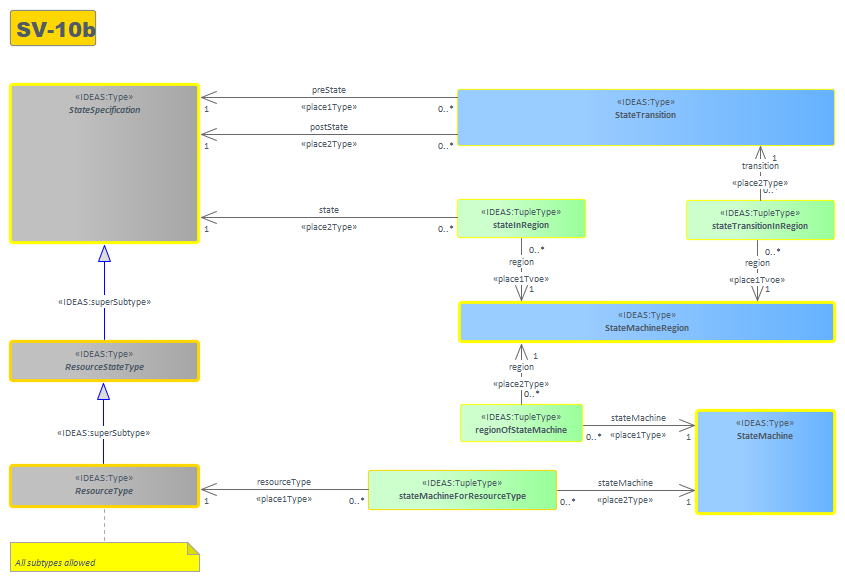 SV-10b
«IDEAS:Type»
StateSpecification
preState
1
«place1Type»
0..*
postState
1
«place2Type»
0..*
«IDEAS:Type»
StateTransition
1
transition
«place2Type»
0..*
state
1
«place2Type»
0..*
«IDEAS:TupleType»
stateInRegion
«IDEAS:TupleType»
stateTransitionInRegion
0..*
region
«place1Type»
1
0..*
region
«place1Type»
1
«IDEAS:superSubtype»
«IDEAS:Type»
StateMachineRegion
«IDEAS:Type»
ResourceStateType
1
region
«place2Type»
0..*
«IDEAS:TupleType»
regionOfStateMachine
stateMachine
0..*
«place1Type»
1
«IDEAS:Type»
StateMachine
«IDEAS:superSubtype»
«IDEAS:Type»
ResourceType
resourceType
1
«place1Type»
0..*
«IDEAS:TupleType»
stateMachineForResourceType
stateMachine
0..*
«place2Type»
1
All subtypes allowed